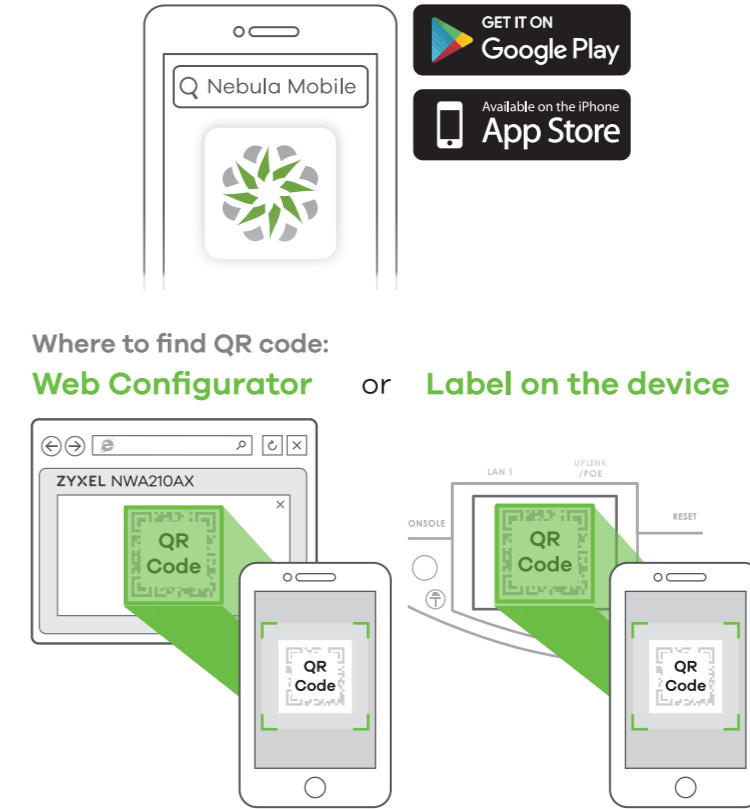 GET IT ON
Google Play
Nebula Mobile
Available on the iPhone
App Store
Where to find QR code:
Web Configurator or Label on the device
ZYXEL NWA210AX
QR
Code
QR
Code
LAN 1
UPLINK
/POE
ONSOLE
RESET
QR
Code
QR
Code